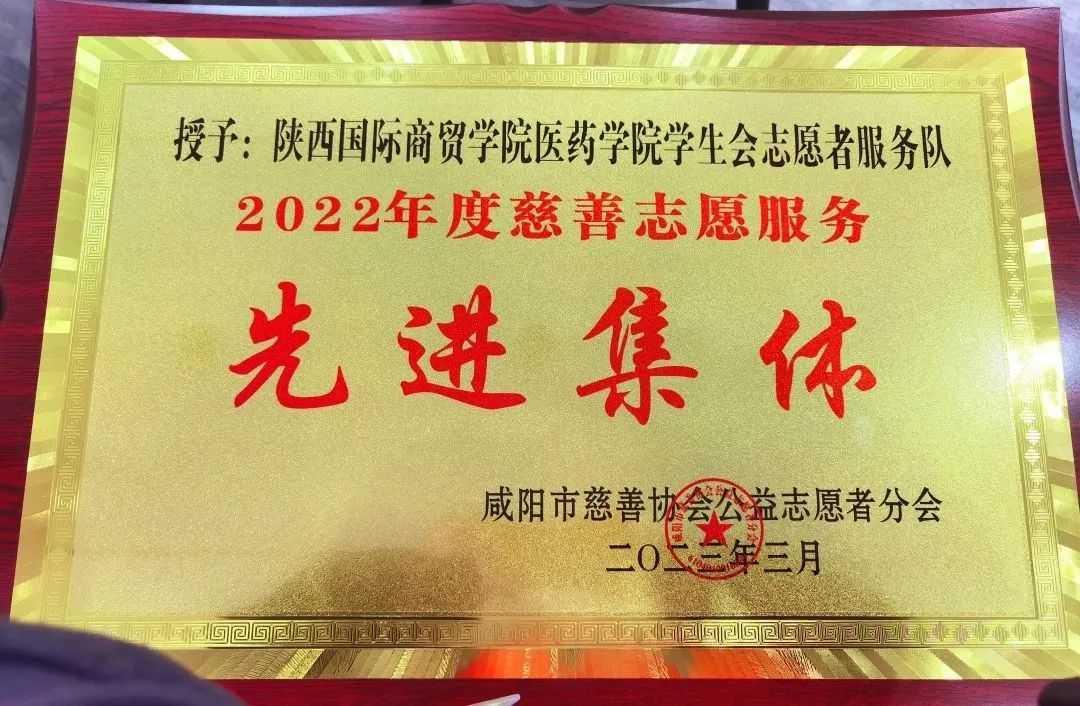 授予：陕西国际商贸学院医药学院学生会志愿者服务队
2022年度慈善志愿服务
先进集体
咸阳市慈善协会公益志愿者分会
二〇二三年三月